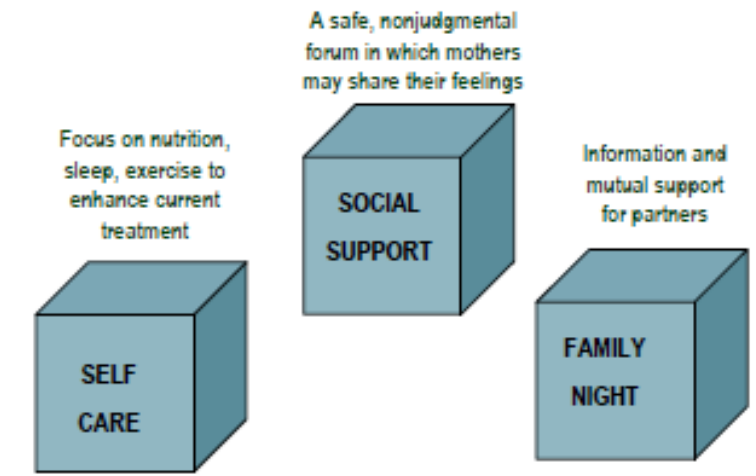 A safe, nonjudgmental
forum in which mothers
may share their feelings
SOCIAL
SUPPORT
Focus on nutrition,
sleep, exercise to
enhance current
treatment
SELF
CARE
Information and
mutual support
for partners
FAMILY
NIGHT